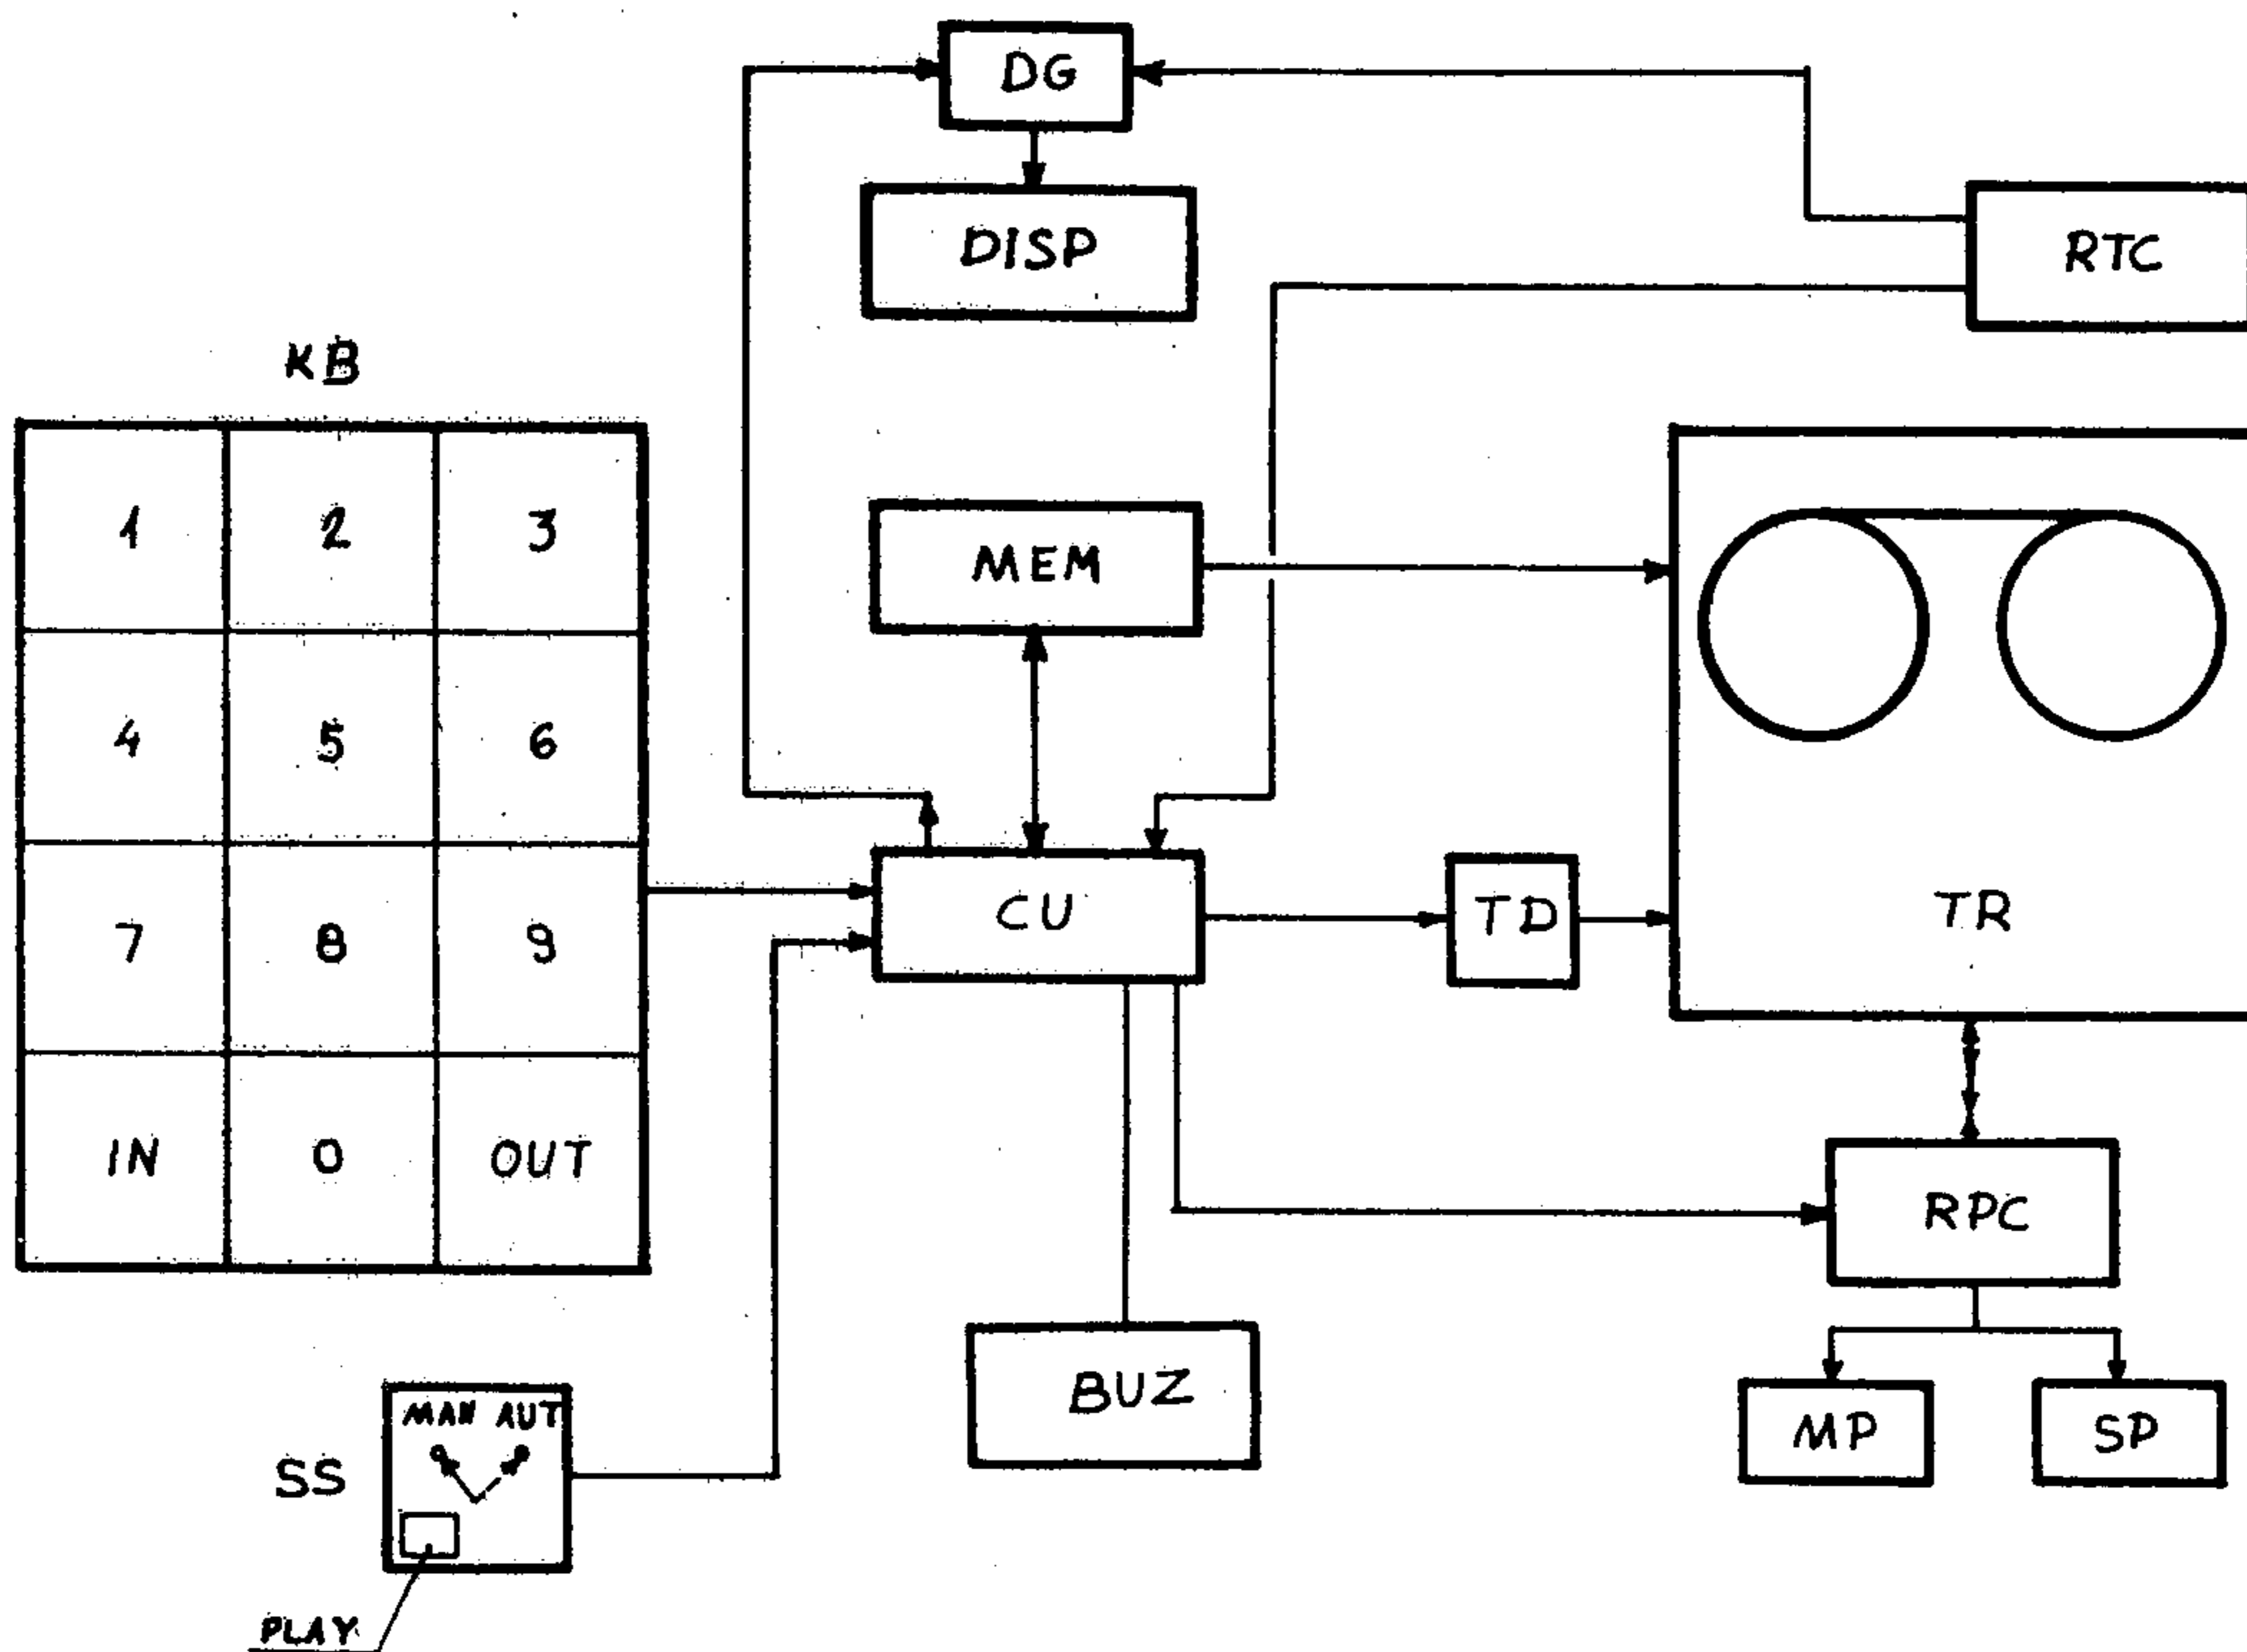 DG
DISP
RTC
KB
1 2 3
MEM
4 5 6
7 8 9
CU
TD
TR
IN 0 OUT
RPC
MAN AUT
BUZ
MP
SP
SS
PLAY